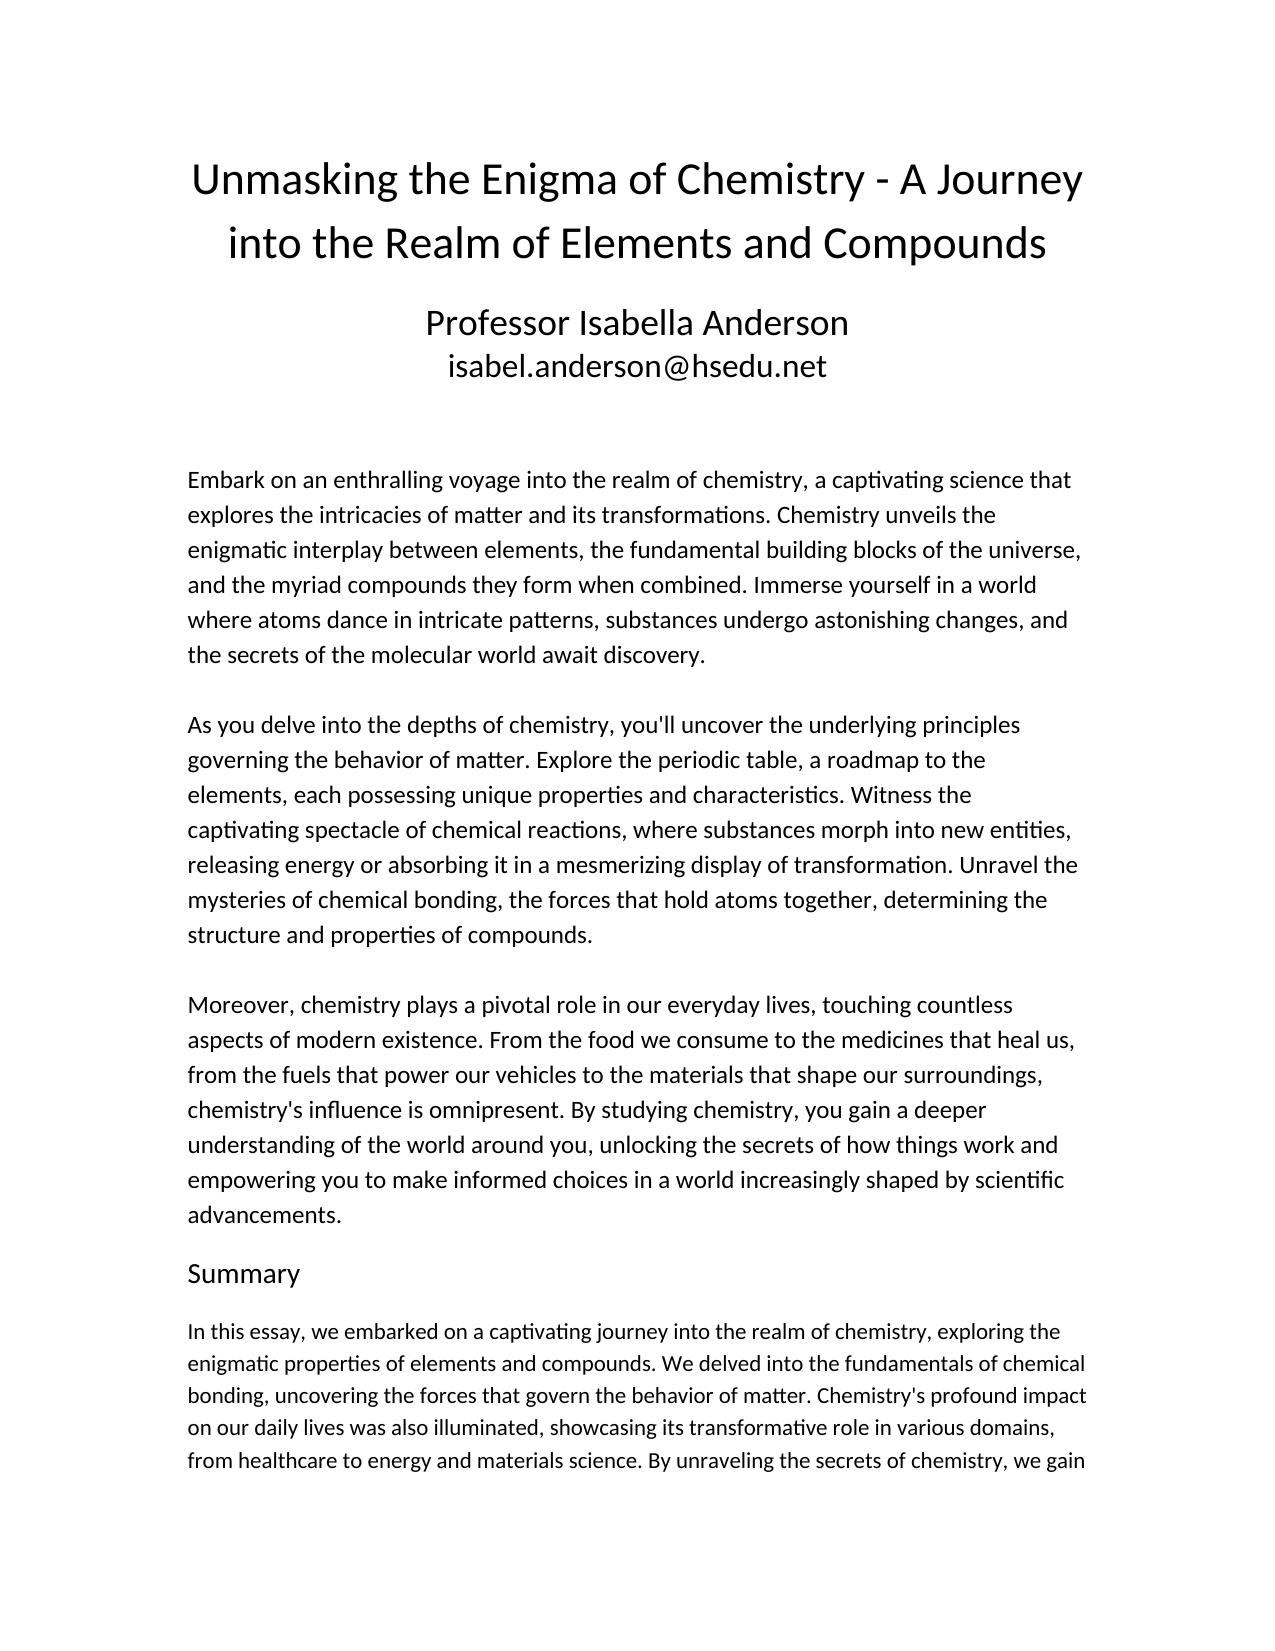 Unmasking the Enigma of Chemistry - A Journey
into the Realm of Elements and Compounds
Professor Isabella Anderson
isabel.anderson@hsedu.net
Embark on an enthralling voyage into the realm of chemistry, a captivating science that
explores the intricacies of matter and its transformations. Chemistry unveils the
enigmatic interplay between elements, the fundamental building blocks of the universe,
and the myriad compounds they form when combined. Immerse yourself in a world
where atoms dance in intricate patterns, substances undergo astonishing changes, and
the secrets of the molecular world await discovery.
As you delve into the depths of chemistry, you'll uncover the underlying principles
governing the behavior of matter. Explore the periodic table, a roadmap to the
elements, each possessing unique properties and characteristics. Witness the
captivating spectacle of chemical reactions, where substances morph into new entities,
releasing energy or absorbing it in a mesmerizing display of transformation. Unravel the
mysteries of chemical bonding, the forces that hold atoms together, determining the
structure and properties of compounds.
Moreover, chemistry plays a pivotal role in our everyday lives, touching countless
aspects of modern existence. From the food we consume to the medicines that heal us,
from the fuels that power our vehicles to the materials that shape our surroundings,
chemistry's influence is omnipresent. By studying chemistry, you gain a deeper
understanding of the world around you, unlocking the secrets of how things work and
empowering you to make informed choices in a world increasingly shaped by scientific
advancements.
Summary
In this essay, we embarked on a captivating journey into the realm of chemistry, exploring the
enigmatic properties of elements and compounds. We delved into the fundamentals of chemical
bonding, uncovering the forces that govern the behavior of matter. Chemistry's profound impact
on our daily lives was also illuminated, showcasing its transformative role in various domains,
from healthcare to energy and materials science. By unraveling the secrets of chemistry, we gain